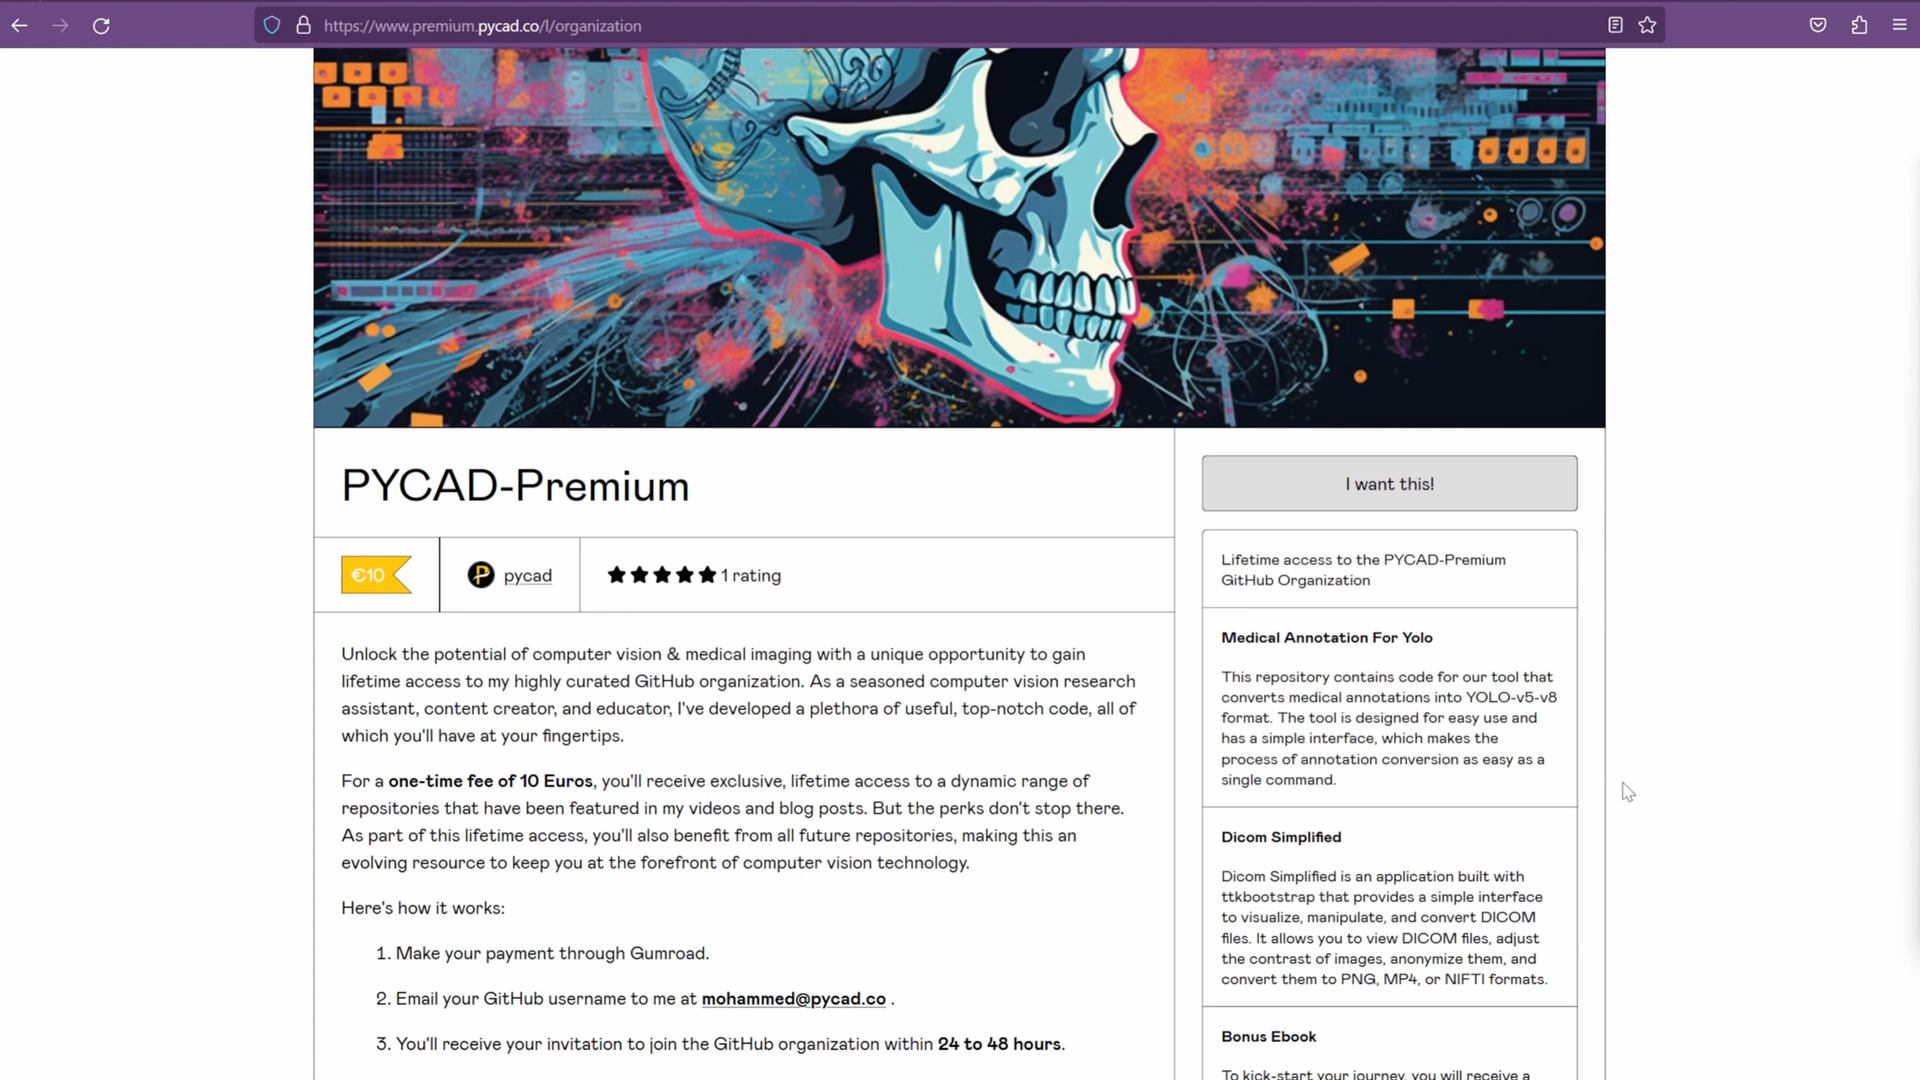 https://www.premium.pycad.co/l/organization
PYCAD-Premium
€10
pycad
1 rating
Unlock the potential of computer vision & medical imaging with a unique opportunity to gain
lifetime access to my highly curated GitHub organization. As a seasoned computer vision research
assistant, content creator, and educator, I've developed a plethora of useful, top-notch code, all of
which you'll have at your fingertips.
For a one-time fee of 10 Euros, you'll receive exclusive, lifetime access to a dynamic range of
repositories that have been featured in my videos and blog posts. But the perks don't stop there.
As part of this lifetime access, you'll also benefit from all future repositories, making this an
evolving resource to keep you at the forefront of computer vision technology.
Here's how it works:
1. Make your payment through Gumroad.
2. Email your GitHub username to me at mohammed@pycad.co .
3. You'll receive your invitation to join the GitHub organization within 24 to 48 hours.
I want this!
Lifetime access to the PYCAD-Premium
GitHub Organization
Medical Annotation For Yolo
This repository contains code for our tool that
converts medical annotations into YOLO-v5-v8
format. The tool is designed for easy use and
has a simple interface, which makes the
process of annotation conversion as easy as a
single command.
Dicom Simplified
Dicom Simplified is an application built with
ttkbootstrap that provides a simple interface
to visualize, manipulate, and convert DICOM
files. It allows you to view DICOM files, adjust
the contrast of images, anonymize them, and
convert them to PNG, MP4, or NIFTI formats.
Bonus Ebook
To kick-start your journey, you will receive a